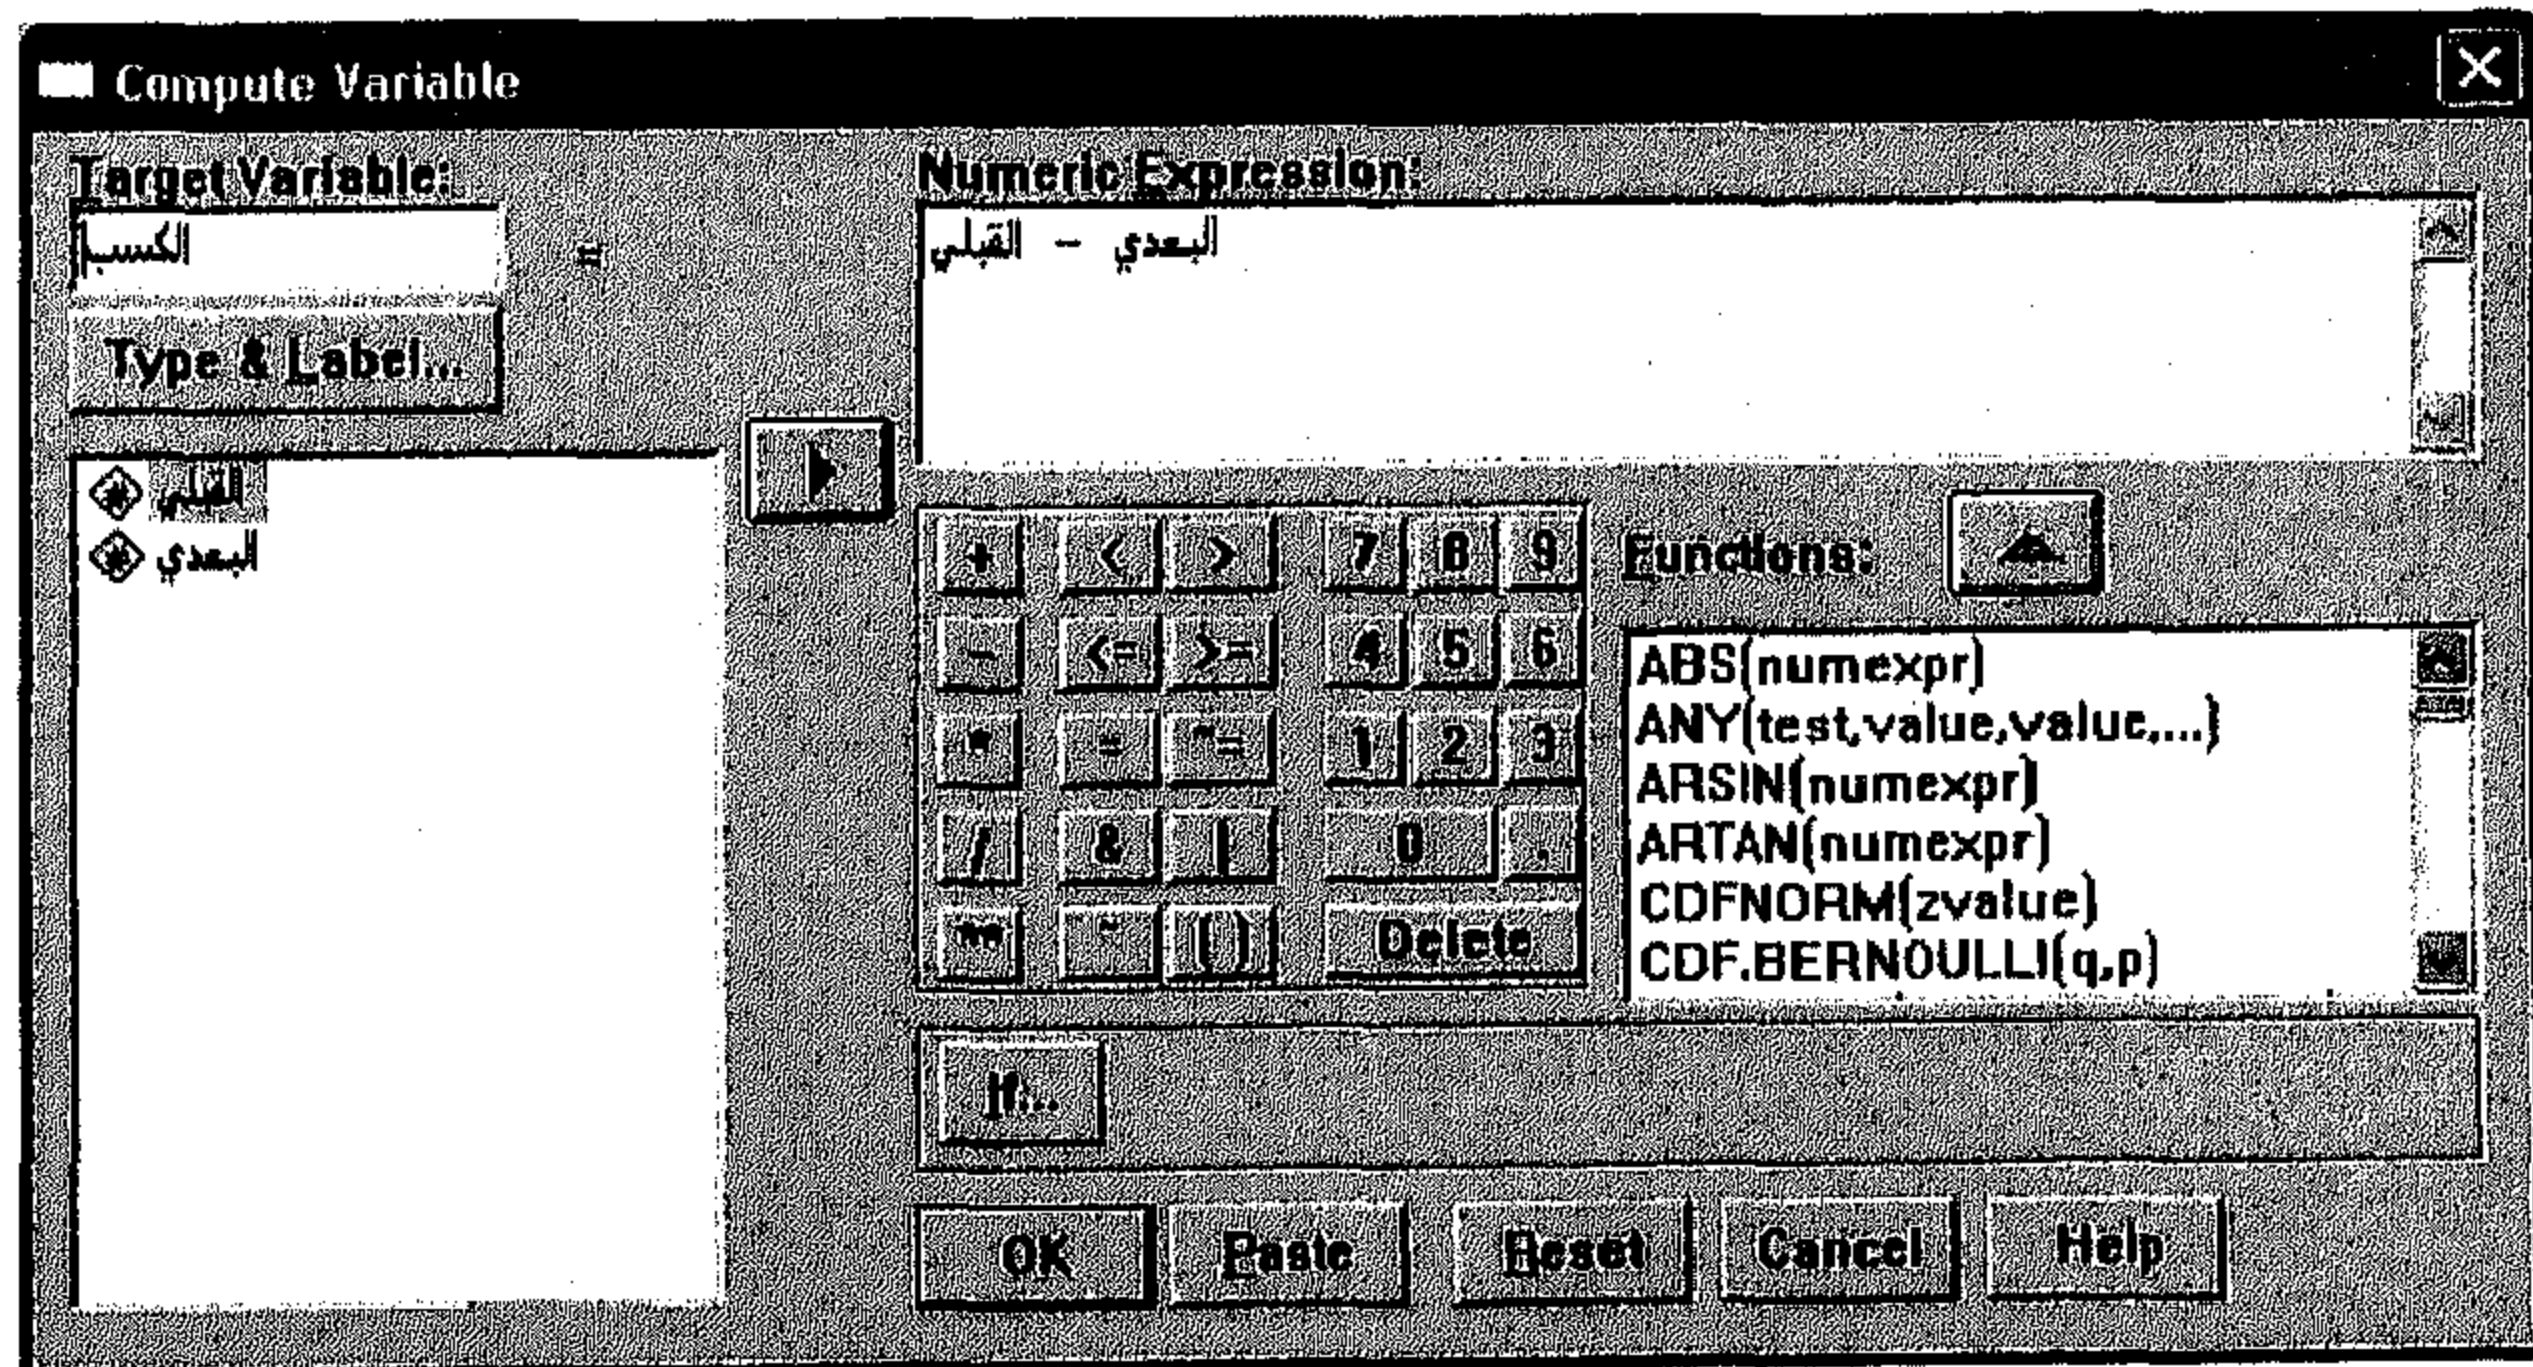 Compute Variable
Target Variable:
الكسب
=
Type & Label...
القبلي
البعدي
Numeric Expression:
البعدي - القبلي
+ < > 7 8 9
- <= >= 4 5 6
* = ~= 1 2 3
/ & | 0 .
** ~ () Delete
Functions:
ABS(numexpr)
ANY(test,value,value,...)
ARSIN(numexpr)
ARTAN(numexpr)
CDFNORM(zvalue)
CDF.BERNOULLI(q,p)
If...
OK Paste Reset Cancel Help